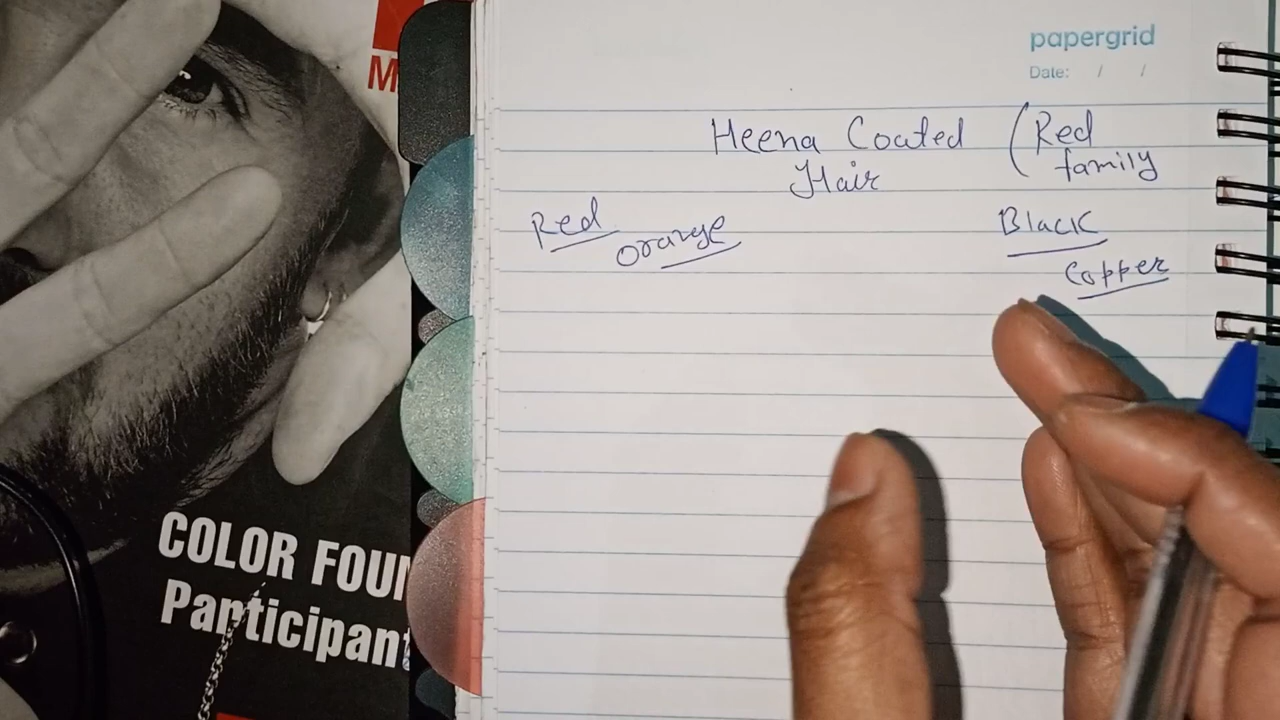 M
COLOR FOUN
Participant
papergrid
Date: / /
Heena Coated (Red
Hair family
Red
orange
Black
Copper